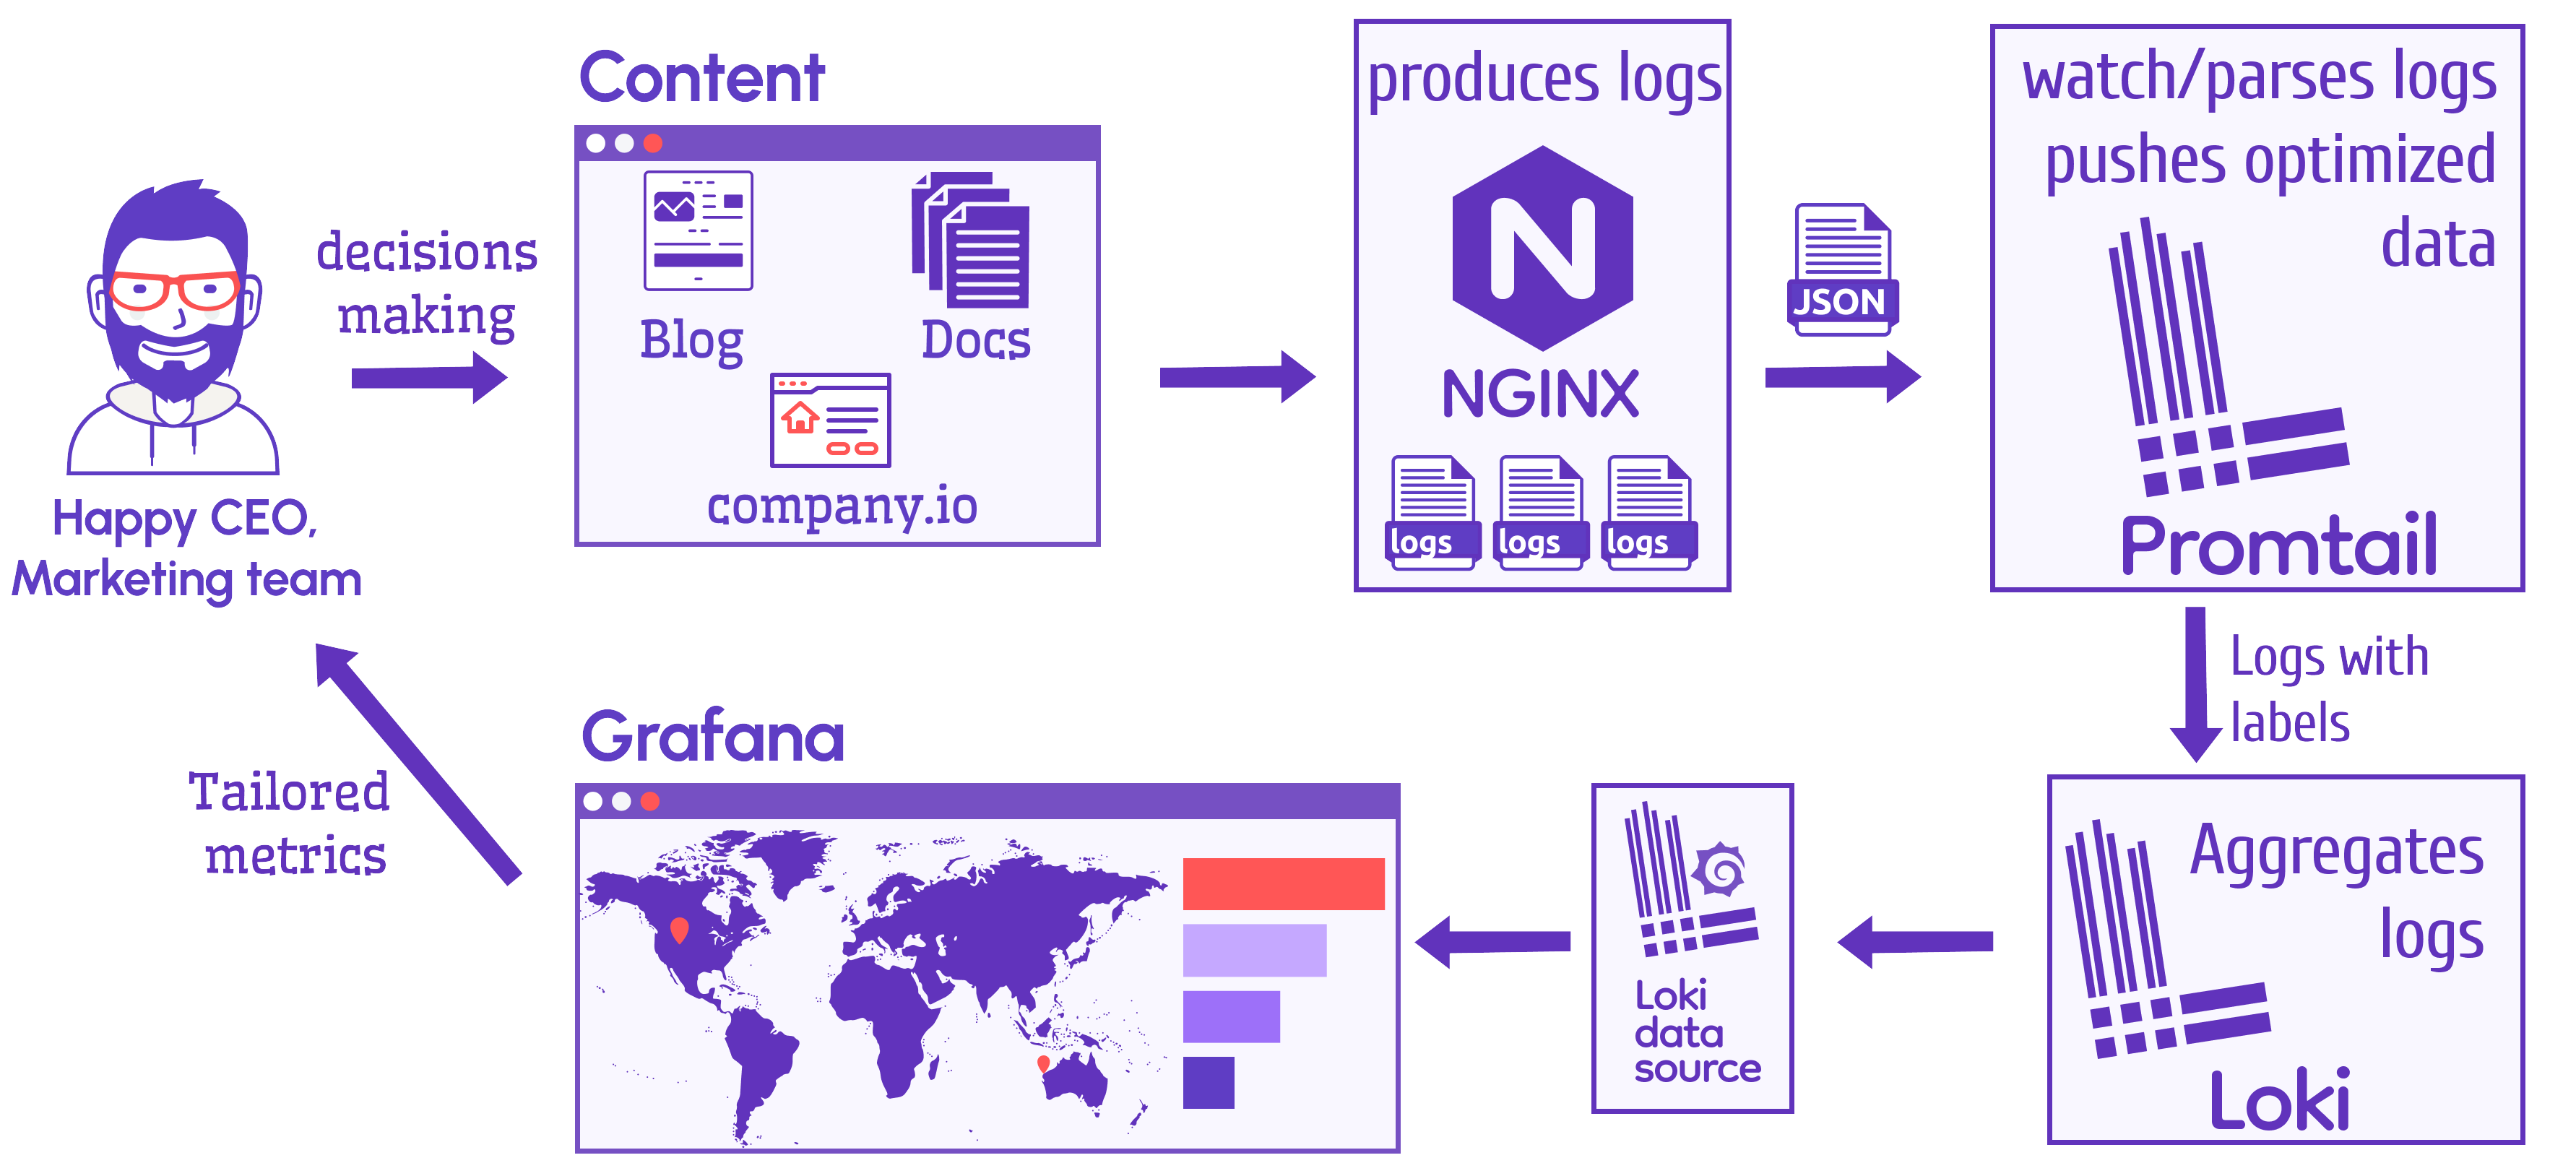 Content
decisions
making
Blog
Docs
company.io
Happy CEO,
Marketing team
produces logs
N
NGINX
logs
logs
logs
JSON
watch/parses logs
pushes optimized
data
Promtail
Logs with
labels
Aggregates
logs
Loki
Loki
data
source
Grafana
Tailored
metrics